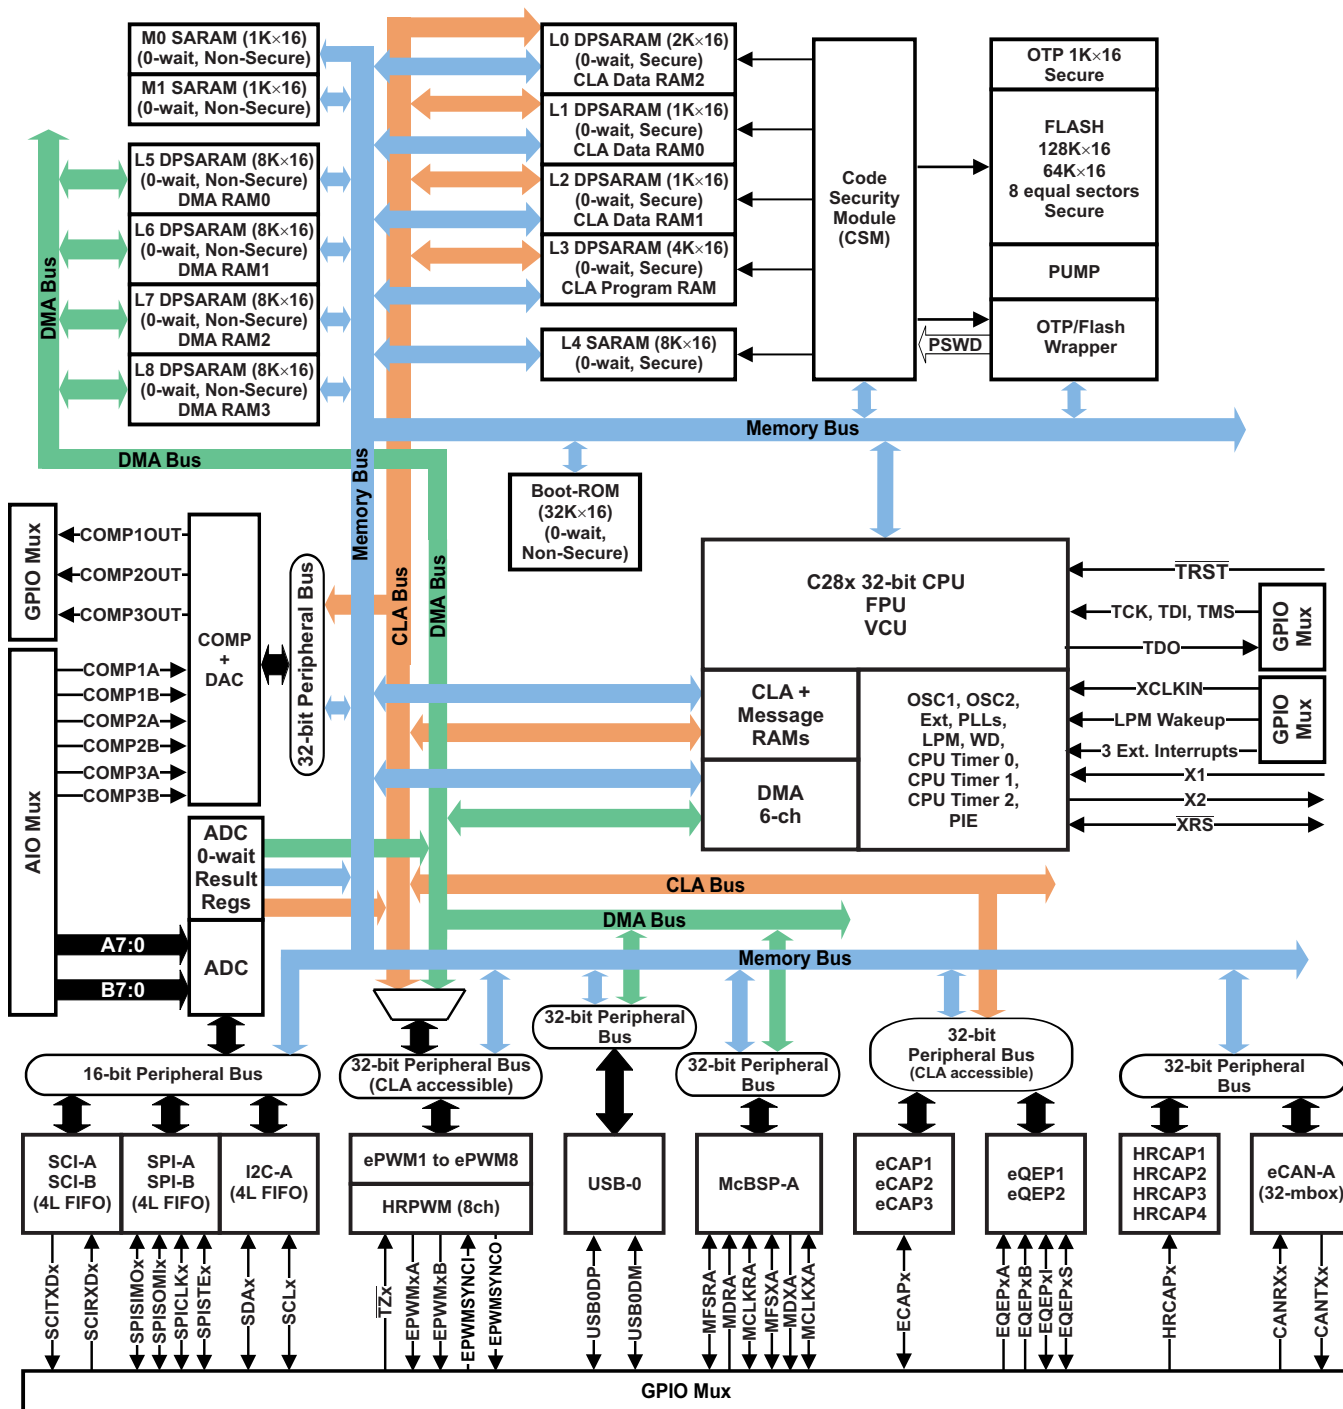 M0 SARAM (1K×16)
(0-wait, Non-Secure)
M1 SARAM (1K×16)
(0-wait, Non-Secure)
L5 DPSARAM (8K×16)
(0-wait, Non-Secure)
DMA RAM0
L6 DPSARAM (8K×16)
(0-wait, Non-Secure)
DMA RAM1
L7 DPSARAM (8K×16)
(0-wait, Non-Secure)
DMA RAM2
L8 DPSARAM (8K×16)
(0-wait, Non-Secure)
DMA RAM3
DMA Bus
L0 DPSARAM (2K×16)
(0-wait, Secure)
CLA Data RAM2
L1 DPSARAM (1K×16)
(0-wait, Secure)
CLA Data RAM0
L2 DPSARAM (1K×16)
(0-wait, Secure)
CLA Data RAM1
L3 DPSARAM (4K×16)
(0-wait, Secure)
CLA Program RAM
L4 SARAM (8K×16)
(0-wait, Secure)
Code
Security
Module
(CSM)
OTP 1K×16
Secure
FLASH
128K×16
64K×16
8 equal sectors
Secure
PUMP
OTP/Flash
Wrapper
PSWD
Memory Bus
DMA Bus
Memory Bus
CLA Bus
DMA Bus
Boot-ROM
(32K×16)
(0-wait,
Non-Secure)
GPIO Mux
COMP1OUT
COMP2OUT
COMP3OUT
COMP
+
DAC
32-bit Peripheral Bus
AIO Mux
COMP1A
COMP1B
COMP2A
COMP2B
COMP3A
COMP3B
ADC
0-wait
Result
Regs
ADC
A7:0
B7:0
C28x 32-bit CPU
FPU
VCU
CLA +
Message
RAMs
DMA
6-ch
OSC1, OSC2,
Ext, PLLs,
LPM, WD,
CPU Timer 0,
CPU Timer 1,
CPU Timer 2,
PIE
TRST
TCK, TDI, TMS
TDO
GPIO
Mux
XCLKIN
LPM Wakeup
3 Ext. Interrupts
GPIO
Mux
X1
X2
XRS
CLA Bus
DMA Bus
Memory Bus
16-bit Peripheral Bus
32-bit Peripheral Bus
(CLA accessible)
32-bit Peripheral
Bus
32-bit Peripheral
Bus
32-bit
Peripheral Bus
(CLA accessible)
32-bit Peripheral
Bus
SCI-A
SCI-B
(4L FIFO)
SPI-A
SPI-B
(4L FIFO)
I2C-A
(4L FIFO)
ePWM1 to ePWM8
HRPWM (8ch)
USB-0
McBSP-A
eCAP1
eCAP2
eCAP3
eQEP1
eQEP2
HRCAP1
HRCAP2
HRCAP3
HRCAP4
eCAN-A
(32-mbox)
SCITXDx
SCIRXDx
SPISIMOx
SPISOMIx
SPICLKx
SPISTEx
SDAx
SCLx
TZx
EPWMxA
EPWMxB
EPWMSYNCI
EPWMSYNCO
USB0DP
USB0DM
MFSRA
MDRA
MCLKRA
MFSXA
MDXA
MCLKXA
ECAPx
EQEPxA
EQEPxB
EQEPxI
EQEPxS
HRCAPx
CANRXx
CANTXx
GPIO Mux